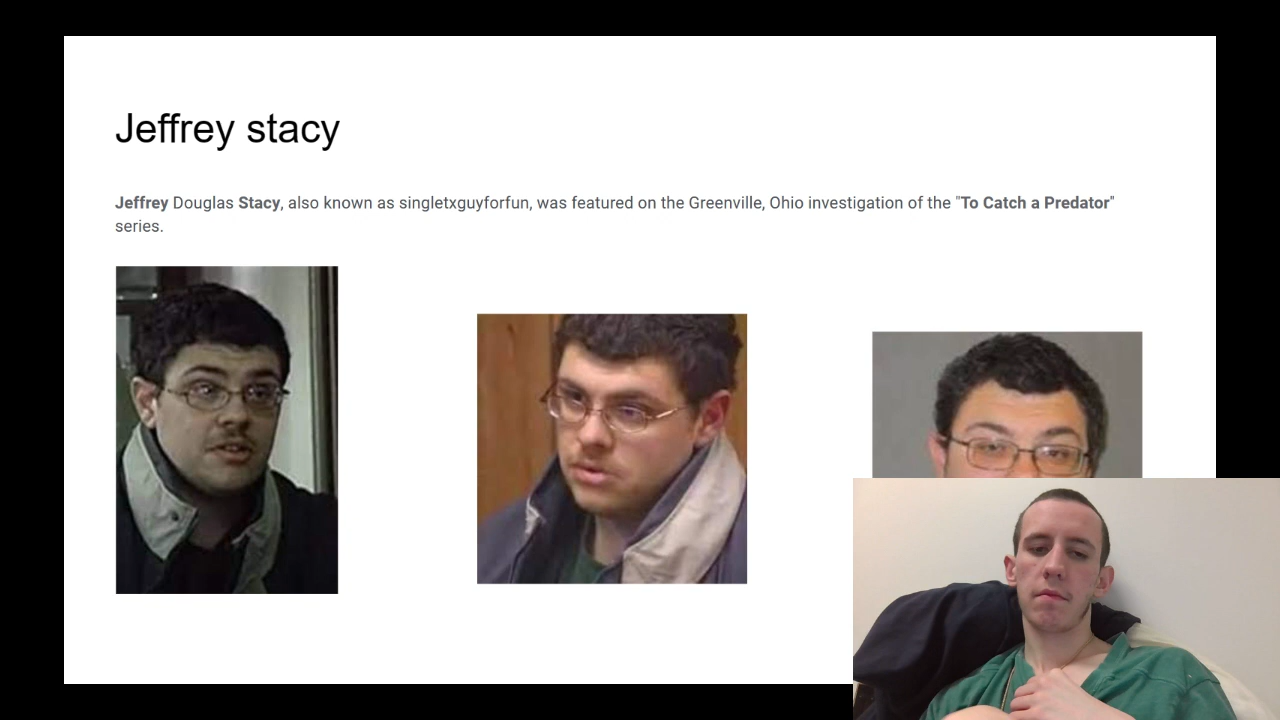 Jeffrey stacy
Jeffrey Douglas Stacy, also known as singletxguyforfun, was featured on the Greenville, Ohio investigation of the "To Catch a Predator"
series.